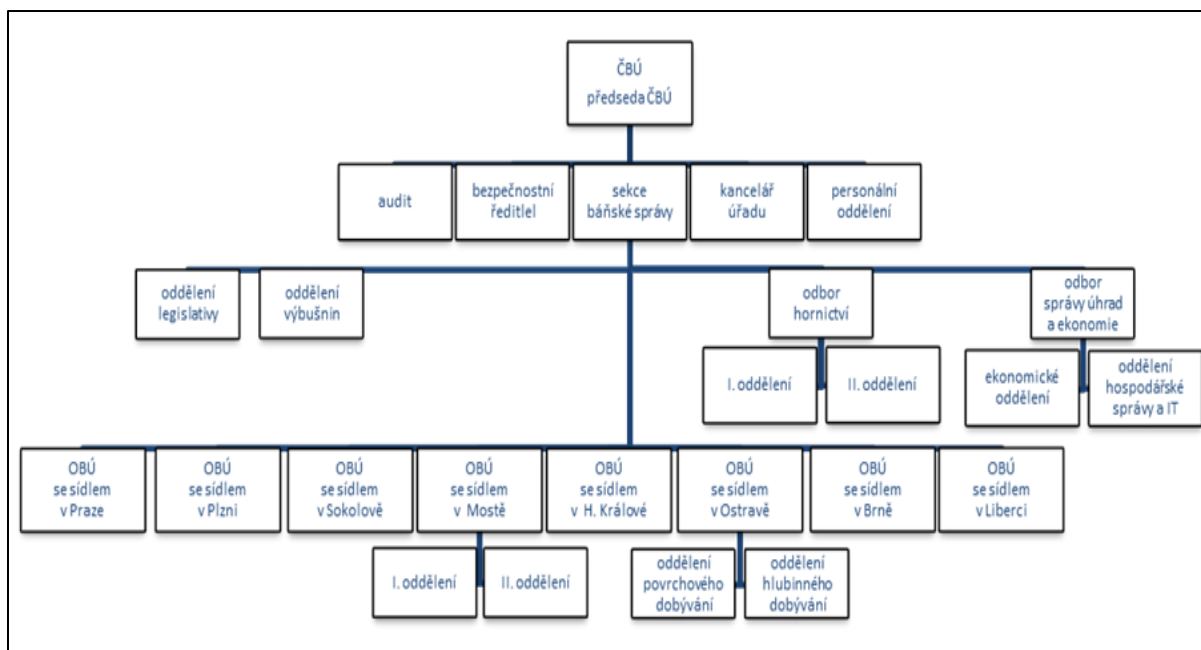 ČBÚ
předseda ČBÚ
audit
bezpečnostní
ředitlel
sekce
báňské správy
kancelář
úřadu
personální
oddělení
oddělení
legislativy
oddělení
výbušnin
odbor
hornictví
odbor
správy úhrad
a ekonomie
I. oddělení
II. oddělení
ekonomické
oddělení
oddělení
hospodářské
správy a IT
OBÚ
se sídlem
v Praze
OBÚ
se sídlem
v Plzni
OBÚ
se sídlem
v Sokolově
OBÚ
se sídlem
v Mostě
OBÚ
se sídlem
v H. Králové
OBÚ
se sídlem
v Ostravě
OBÚ
se sídlem
v Brně
OBÚ
se sídlem
v Liberci
I. oddělení
II. oddělení
oddělení
povrchového
dobývání
oddělení
hlubinného
dobývání